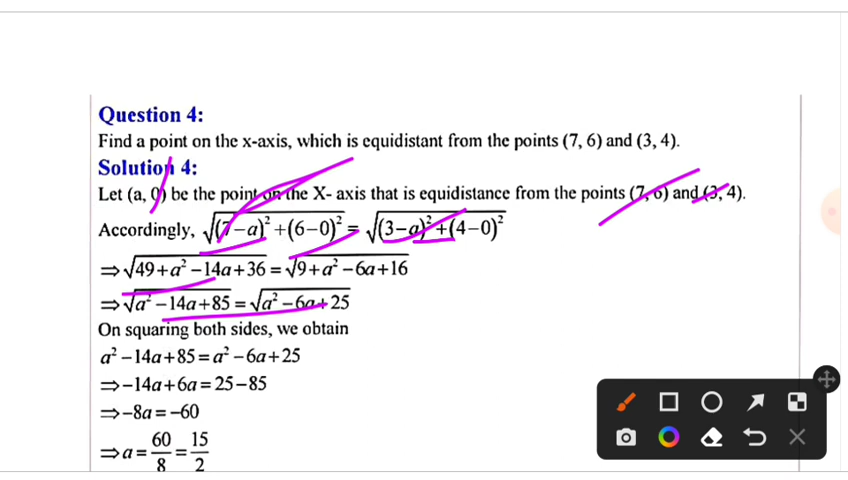 Question 4:
Find a point on the x-axis, which is equidistant from the points (7, 6) and (3, 4).
Solution 4:
Let (a, 0) be the point on the X- axis that is equidistance from the points (7, 6) and (3, 4).
Accordingly, √((7−a)²+(6−0)²) = √((3−a)²+(4−0)²)
⇒√(49+a²−14a+36) = √(9+a²−6a+16)
⇒√(a²−14a+85) = √(a²−6a+25)
On squaring both sides, we obtain
a²−14a+85=a²−6a+25
⇒−14a+6a=25−85
⇒−8a=−60
⇒a=60/8=15/2